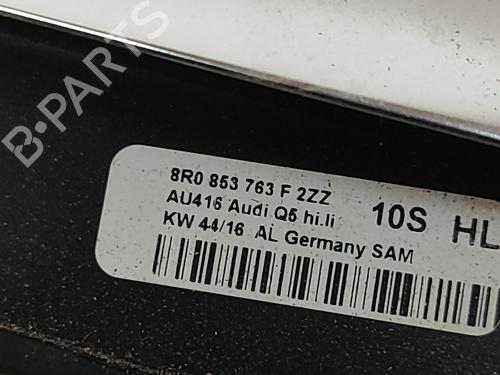 B-PARTS
8R0 853 763 F 2ZZ
AU416 Audi Q5 hi.li 10S HL
KW 44/16 AL Germany SAM